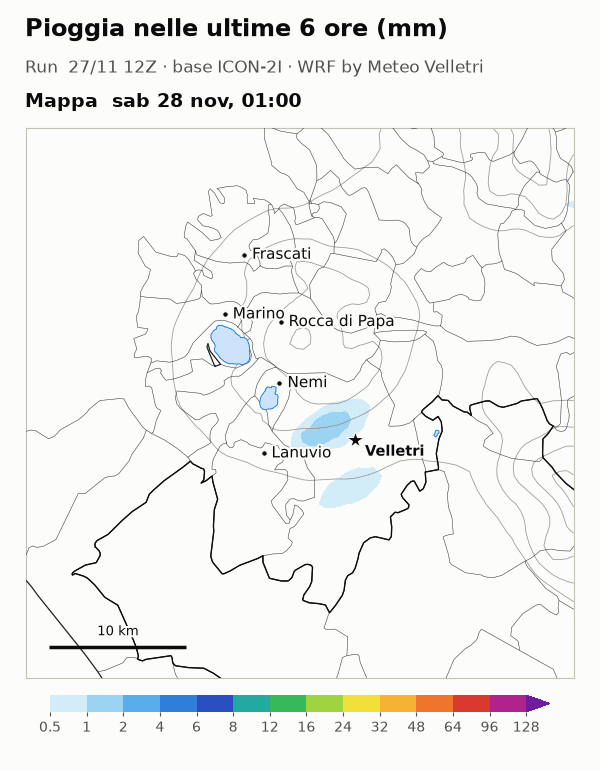 Pioggia nelle ultime 6 ore (mm)
Run  27/11 12Z · base ICON-2I · WRF by Meteo Velletri
Mappa  sab 28 nov, 01:00
Frascati
Marino
Rocca di Papa
Nemi
Velletri
Lanuvio
10 km
0.5 1 2 4 6 8 12 16 24 32 48 64 96 128